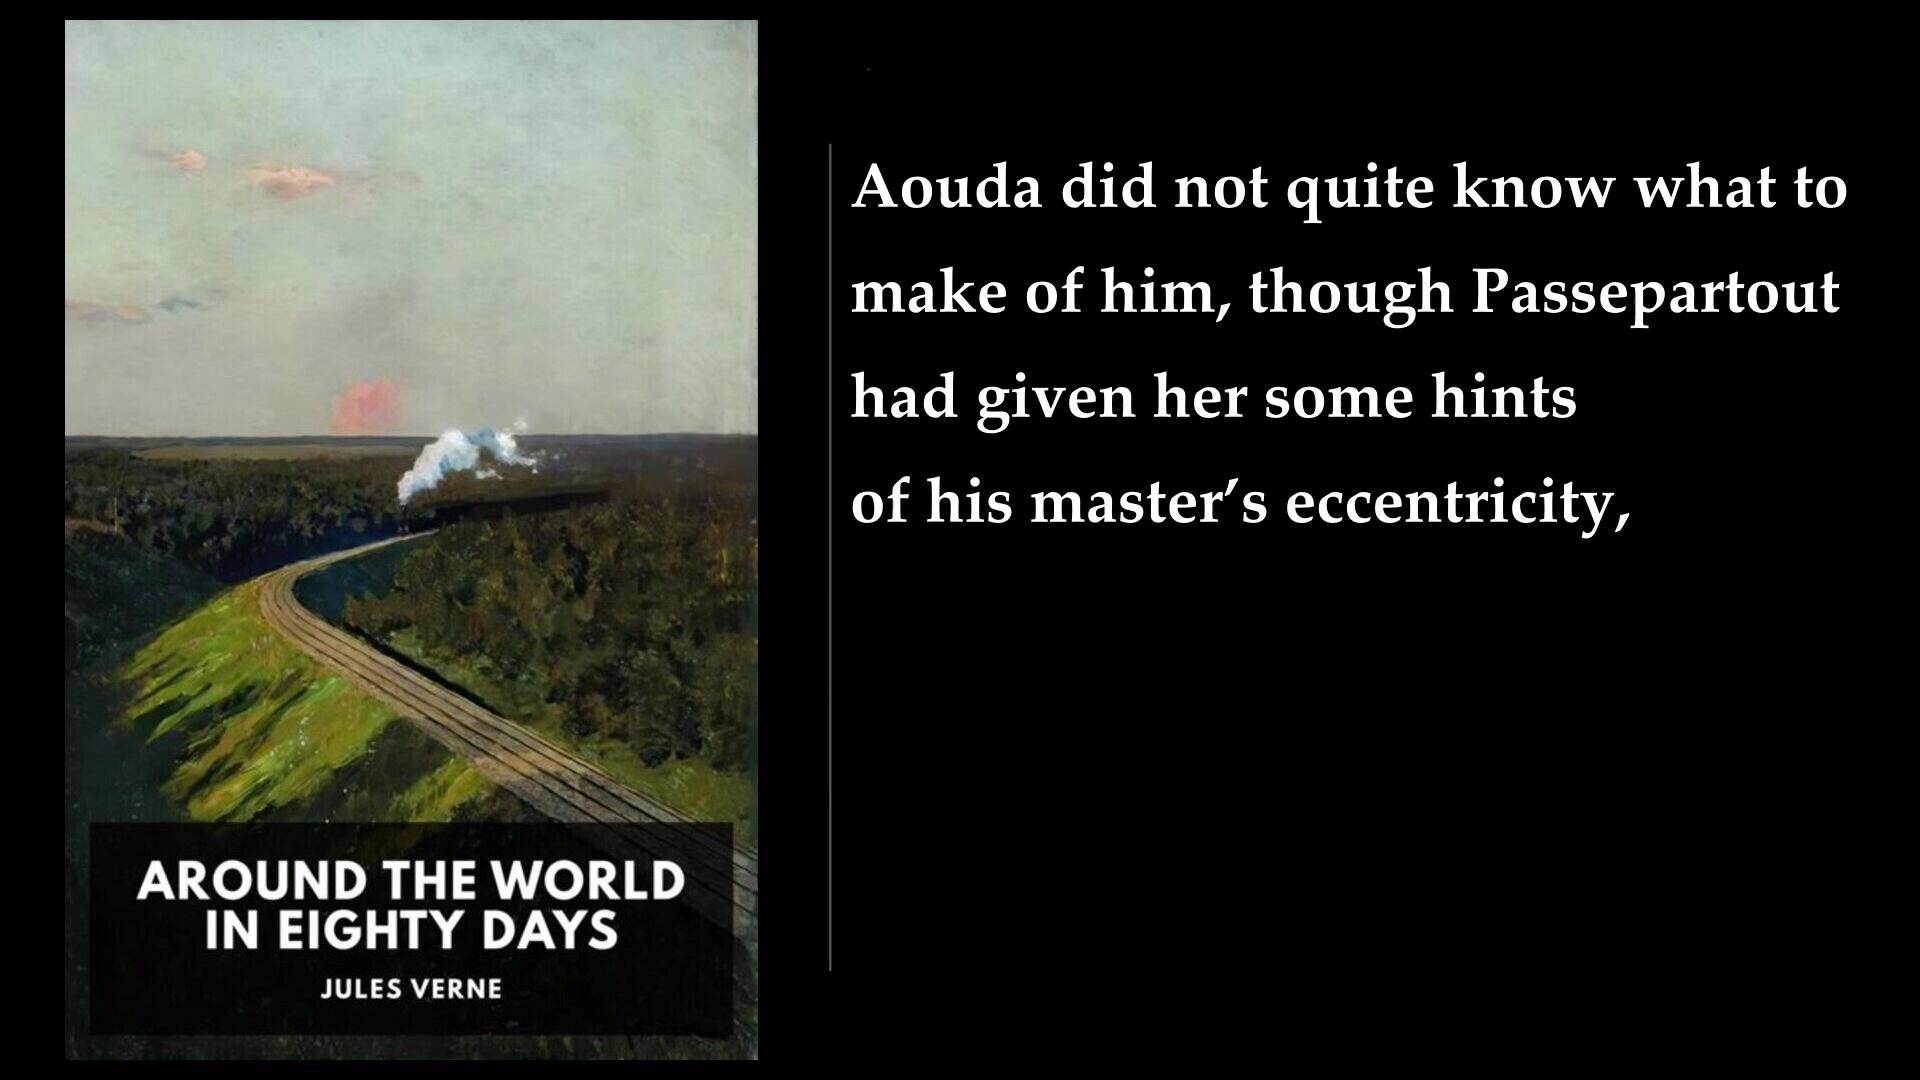 Aouda did not quite know what to
make of him, though Passepartout
had given her some hints
of his master’s eccentricity,
AROUND THE WORLD
IN EIGHTY DAYS
JULES VERNE